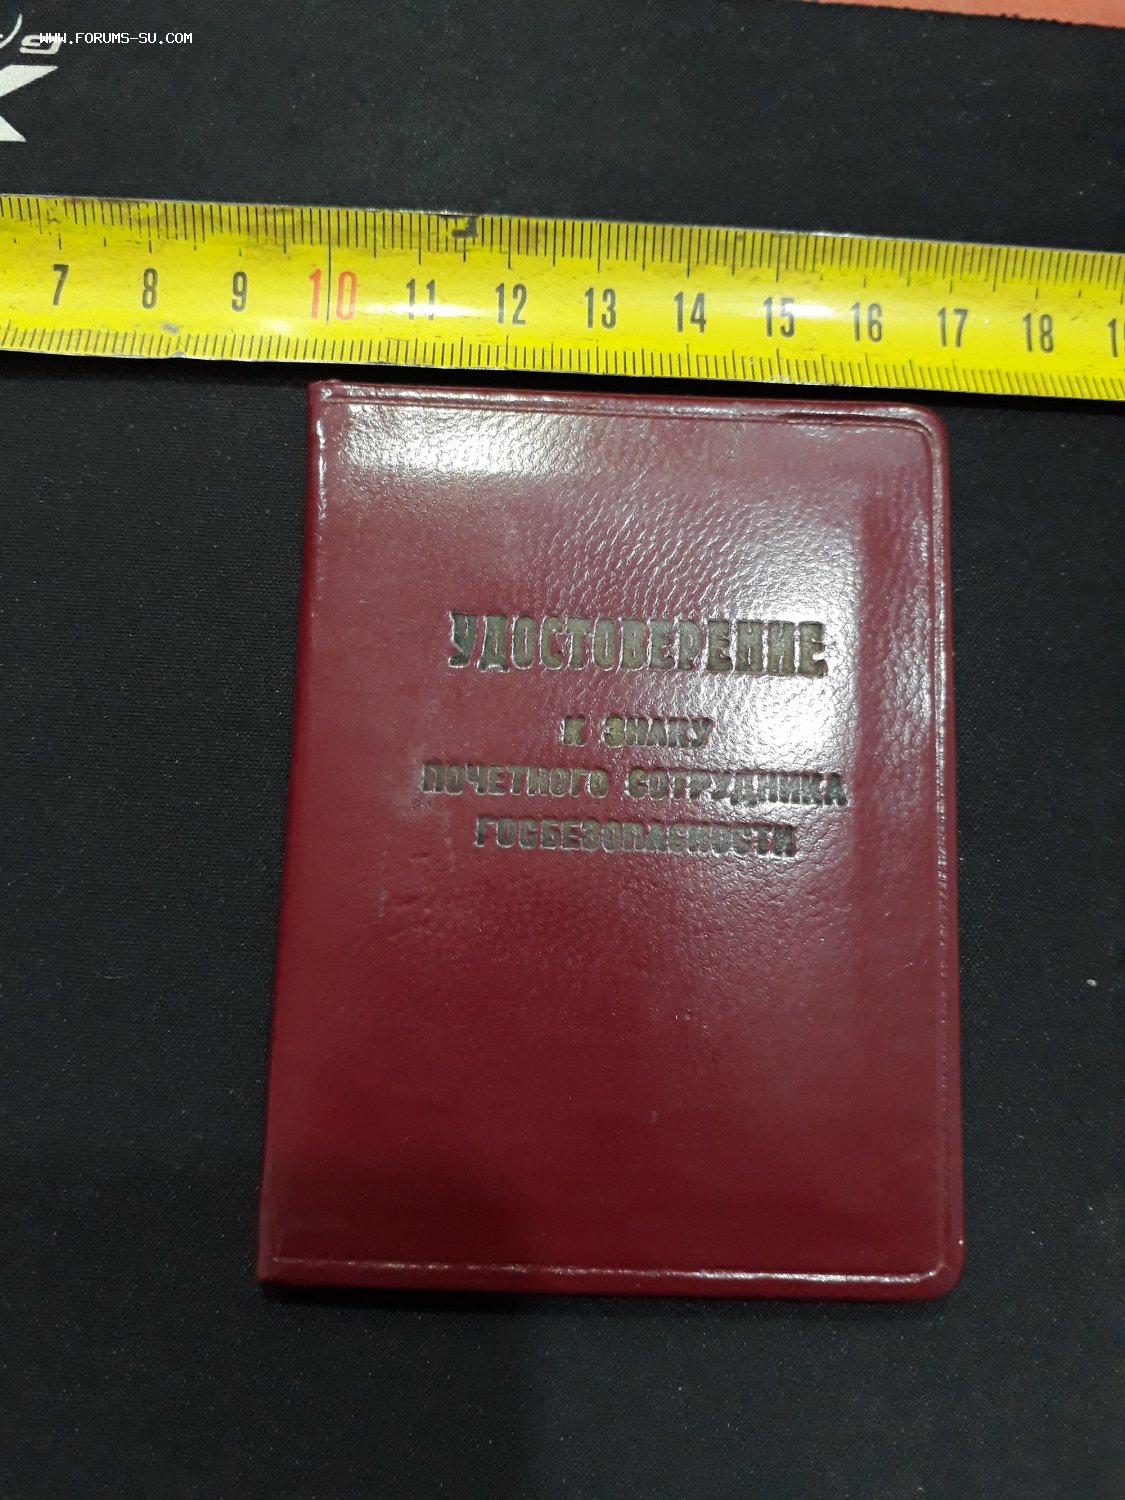 WWW.FORUMS-SU.COM
7 8 9 10 11 12 13 14 15 16 17 18
УДОСТОВЕРЕНИЕ
К ЗНАКУ
ПОЧЕТНОГО СОТРУДНИКА
ГОСБЕЗОПАСНОСТИ